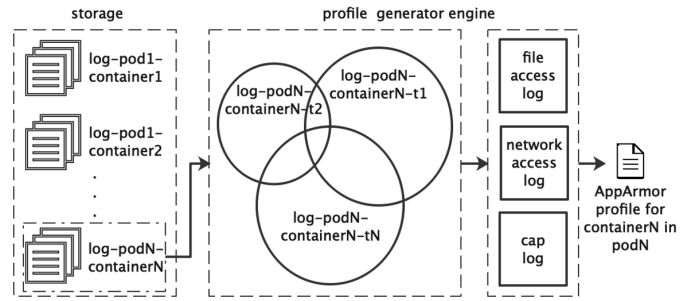 storage
profile generator engine
log-pod1-
container1
log-pod1-
container2
log-podN-
containerN
log-podN-
containerN-t2
log-podN-
containerN-t1
log-podN-
containerN-tN
file
access
log
network
access
log
cap
log
AppArmor
profile for
containerN in
podN